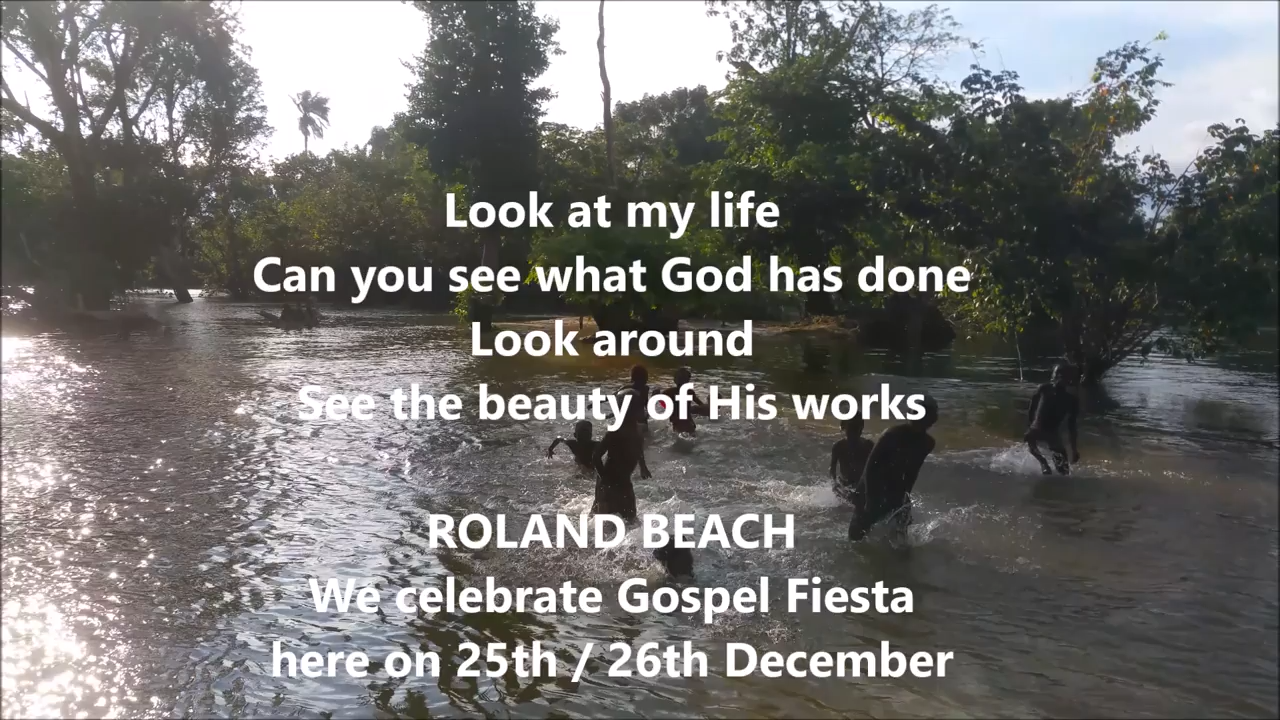 Look at my life
Can you see what God has done
Look around
See the beauty of His works
ROLAND BEACH
We celebrate Gospel Fiesta
here on 25th / 26th December